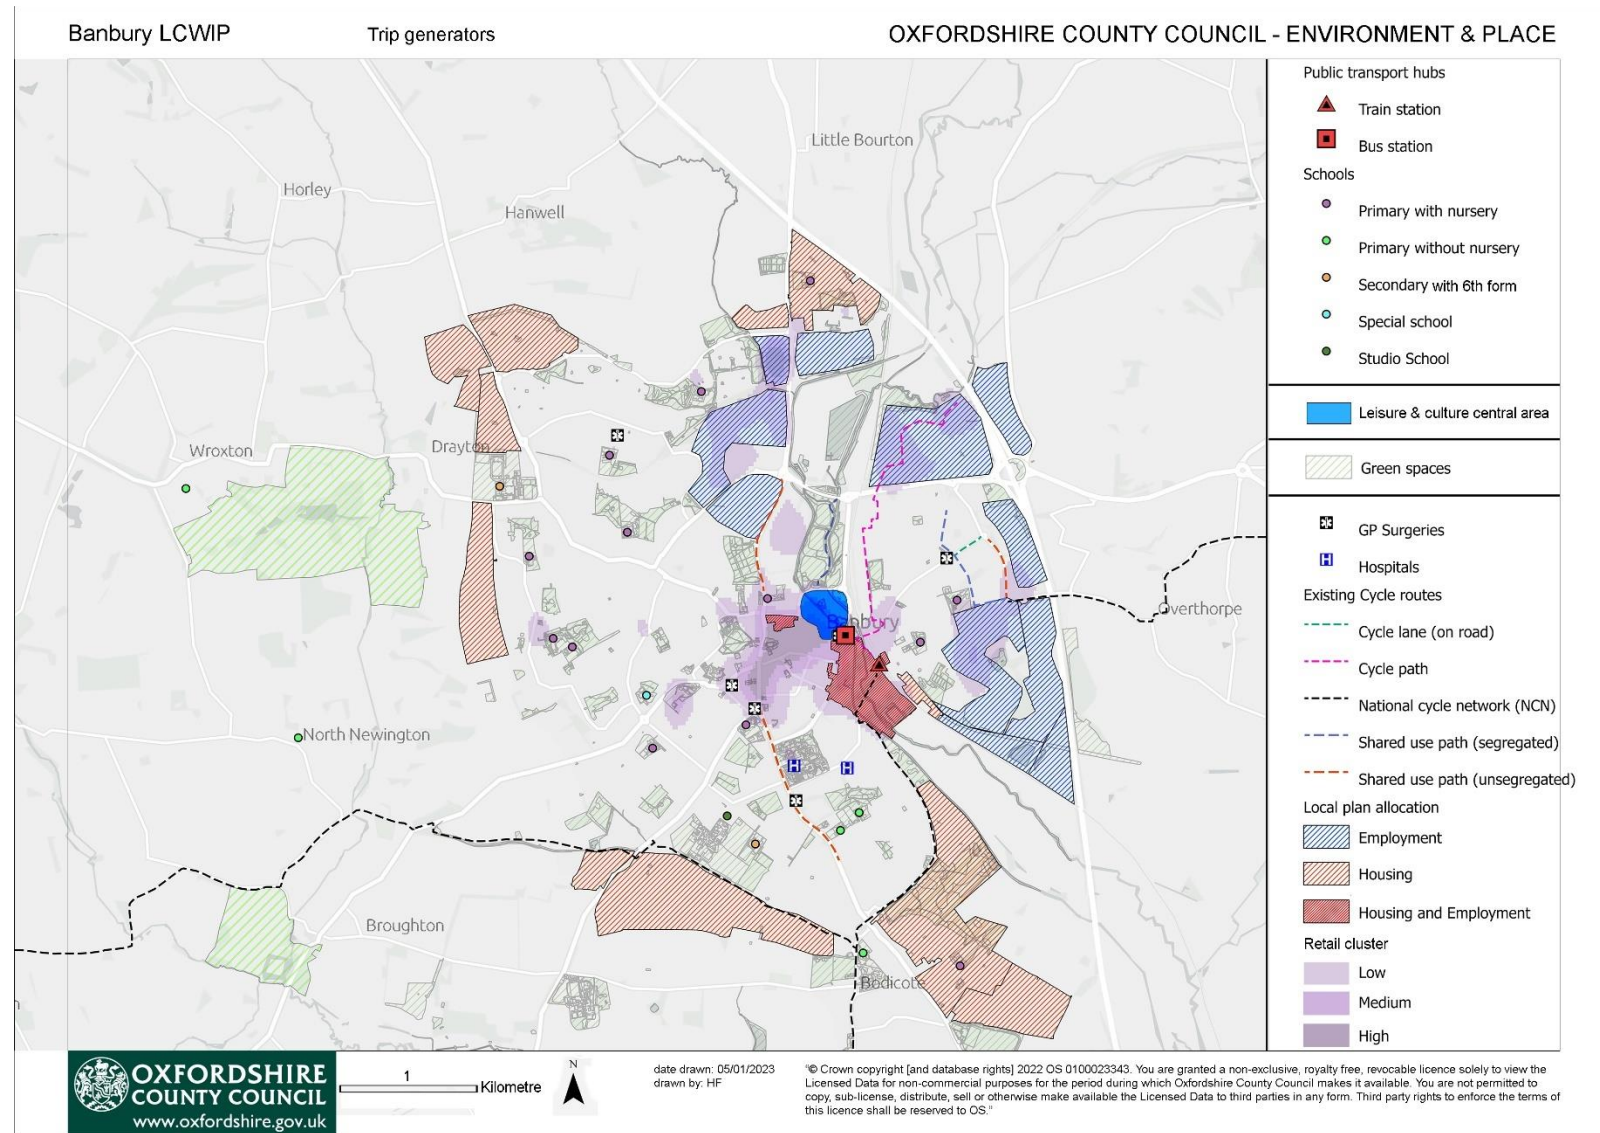 Banbury LCWIP
Trip generators
OXFORDSHIRE COUNTY COUNCIL - ENVIRONMENT & PLACE
Little Bourton
Horley
Hanwell
Wroxton
Drayton
Banbury
Overthorpe
North Newington
Broughton
Bodicote
Public transport hubs
Train station
Bus station
Schools
Primary with nursery
Primary without nursery
Secondary with 6th form
Special school
Studio School
Leisure & culture central area
Green spaces
GP Surgeries
Hospitals
Existing Cycle routes
Cycle lane (on road)
Cycle path
National cycle network (NCN)
Shared use path (segregated)
Shared use path (unsegregated)
Local plan allocation
Employment
Housing
Housing and Employment
Retail cluster
Low
Medium
High
H
H
H
OXFORDSHIRE
COUNTY COUNCIL
www.oxfordshire.gov.uk
1
Kilometre
N
date drawn: 05/01/2023
drawn by: HF
"© Crown copyright [and database rights] 2022 OS 0100023343. You are granted a non-exclusive, royalty free, revocable licence solely to view the
Licensed Data for non-commercial purposes for the period during which Oxfordshire County Council makes it available. You are not permitted to
copy, sub-license, distribute, sell or otherwise make available the Licensed Data to third parties in any form. Third party rights to enforce the terms of
this licence shall be reserved to OS."